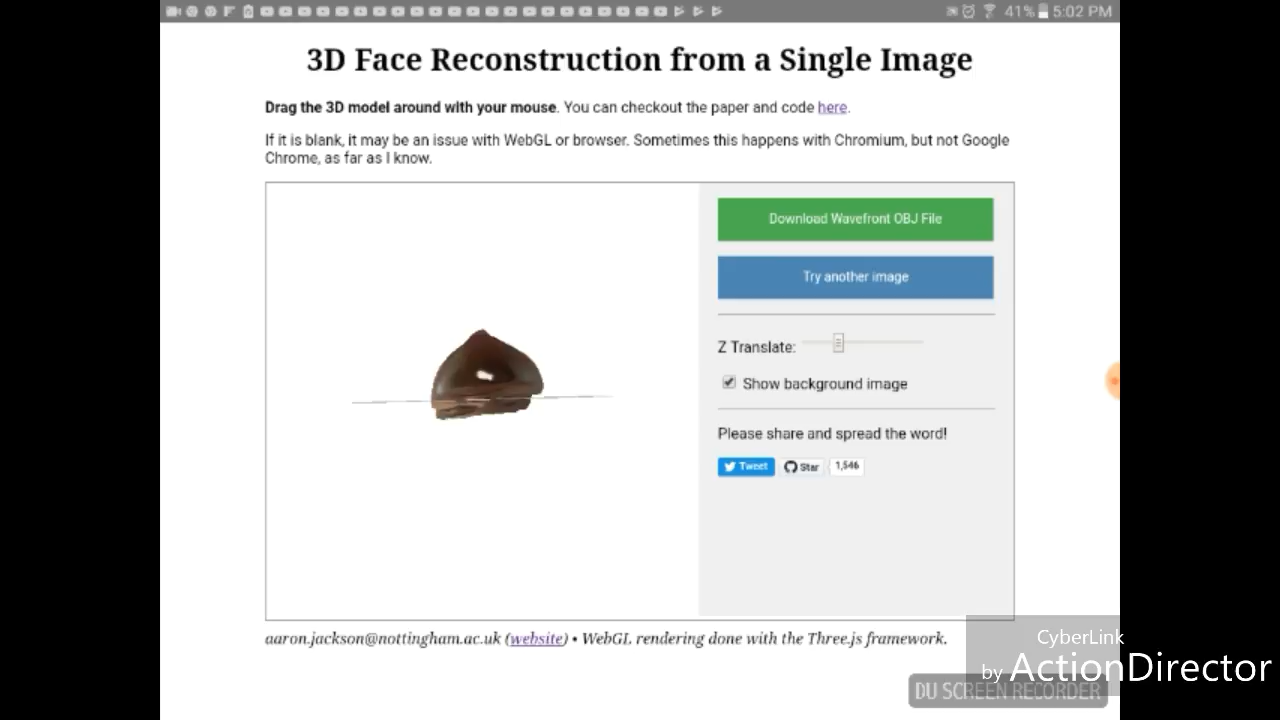 41% 5:02 PM
3D Face Reconstruction from a Single Image
Drag the 3D model around with your mouse. You can checkout the paper and code here.
If it is blank, it may be an issue with WebGL or browser. Sometimes this happens with Chromium, but not Google
Chrome, as far as I know.
Download Wavefront OBJ File
Try another image
Z Translate:
Show background image
Please share and spread the word!
Tweet Star 1,546
aaron.jackson@nottingham.ac.uk (website) • WebGL rendering done with the Three.js framework.
CyberLink
by ActionDirector
DU SCREEN RECORDER